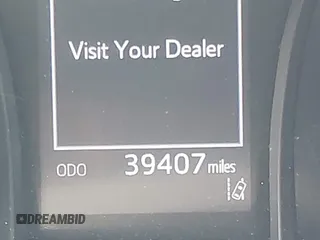 Visit Your Dealer
ODO 39407 miles
DREAMBID